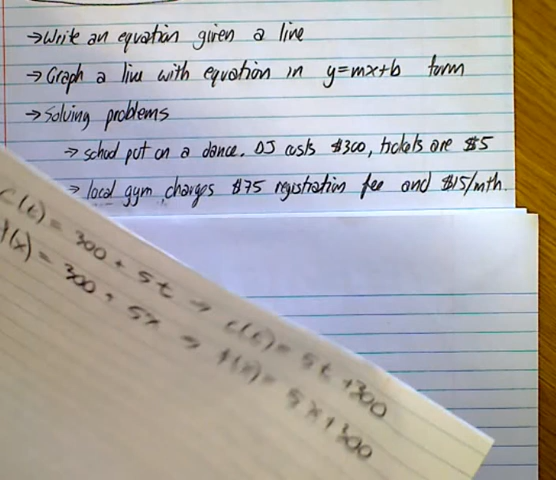 →Write an equation given a line
→Graph a line with equation in y=mx+b form
→Solving problems
→ school put on a dance. DJ costs $300, tickets are $5
→ local gym charges $75 registration fee and $15/mth.
C(t) = 300 + 5t → C(t) = 5t + 300
f(x) = 300 + 5x → f(x) = 5x + 300